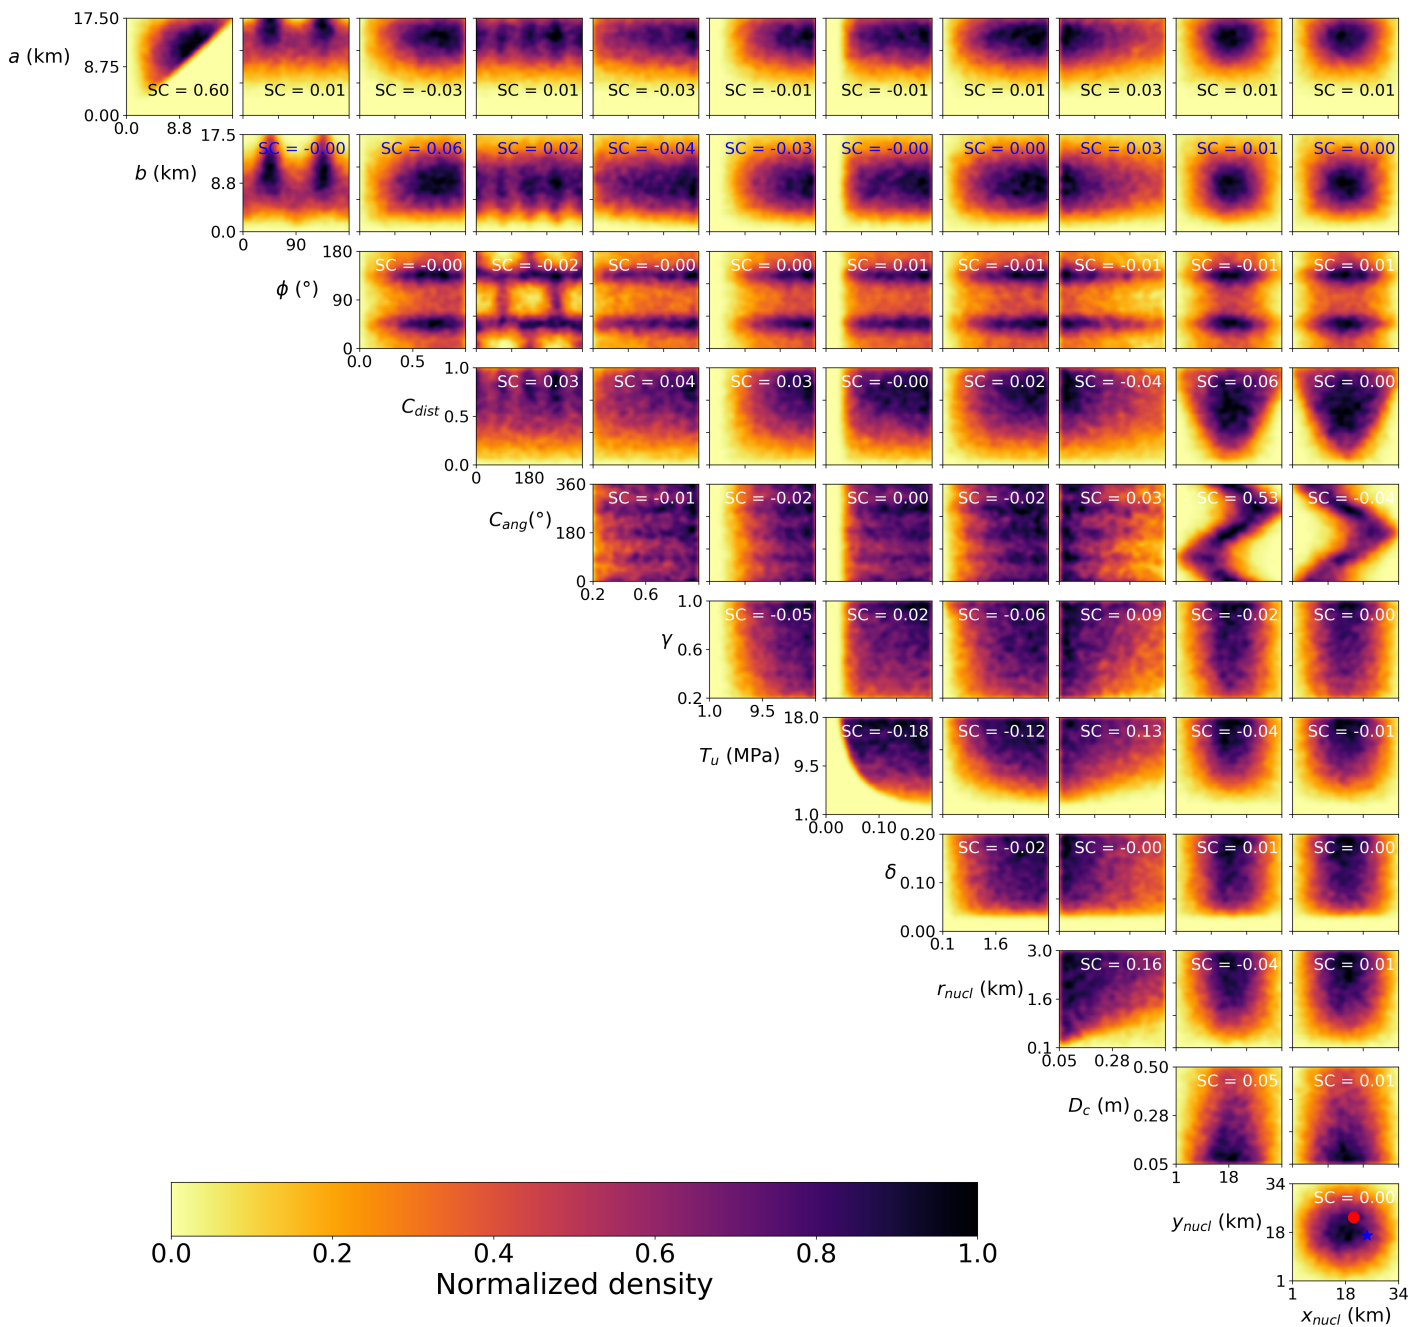 17.50
a (km)
8.75
0.00
SC = 0.60
SC = 0.01
SC = -0.03
SC = 0.01
SC = -0.03
SC = -0.01
SC = -0.01
SC = 0.01
SC = 0.03
SC = 0.01
SC = 0.01
0.0 8.8
17.5
b (km)
8.8
0.0
SC = -0.00
SC = 0.06
SC = 0.02
SC = -0.04
SC = -0.03
SC = -0.00
SC = 0.00
SC = 0.03
SC = 0.01
SC = 0.00
0 90
180
ϕ (°)
90
0
SC = -0.00
SC = -0.02
SC = -0.00
SC = 0.00
SC = 0.01
SC = -0.01
SC = -0.01
SC = -0.01
SC = 0.01
0.0 0.5
1.0
C_dist
0.5
0.0
SC = 0.03
SC = 0.04
SC = 0.03
SC = -0.00
SC = 0.02
SC = -0.04
SC = 0.06
SC = 0.00
0 180
360
C_ang(°)
180
0
SC = -0.01
SC = -0.02
SC = 0.00
SC = -0.02
SC = 0.03
SC = 0.53
SC = -0.04
0.2 0.6
1.0
γ
0.6
0.2
SC = -0.05
SC = 0.02
SC = -0.06
SC = 0.09
SC = -0.02
SC = 0.00
1.0 9.5
18.0
T_u (MPa)
9.5
1.0
SC = -0.18
SC = -0.12
SC = 0.13
SC = -0.04
SC = -0.01
0.00 0.10
0.20
δ
0.10
0.00
SC = -0.02
SC = -0.00
SC = 0.01
SC = 0.00
0.1 1.6
3.0
r_nucl (km)
1.6
0.1
SC = 0.16
SC = -0.04
SC = 0.01
0.05 0.28
0.50
D_c (m)
0.28
0.05
SC = 0.05
SC = 0.01
1 18
34
y_nucl (km)
18
1
SC = 0.00
1 18 34
x_nucl (km)
0.0 0.2 0.4 0.6 0.8 1.0
Normalized density